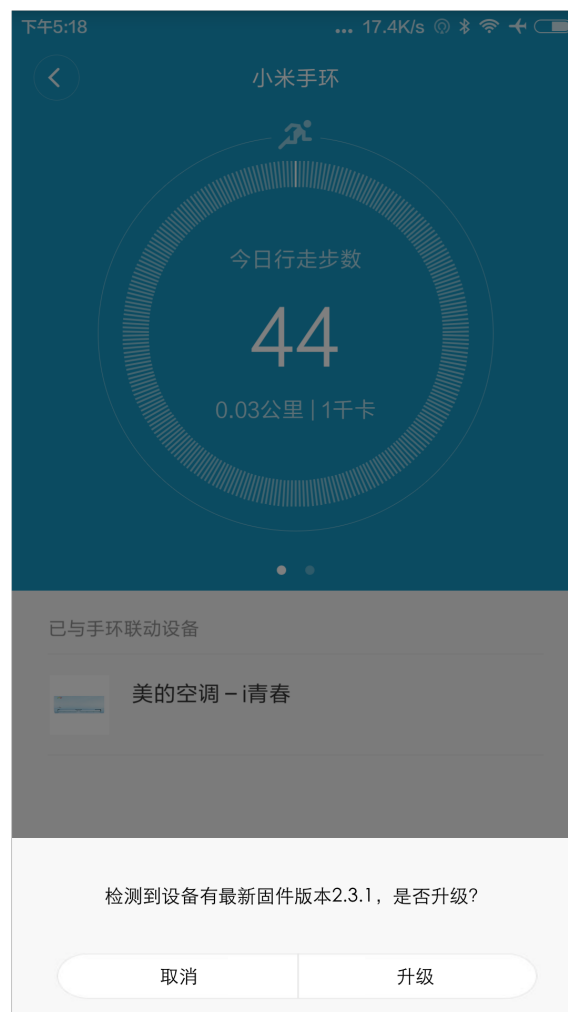 下午5:18 ... 17.4K/s
小米手环
今日行走步数
44
0.03公里 | 1千卡
已与手环联动设备
美的空调 – i青春
检测到设备有最新固件版本2.3.1，是否升级？
取消 升级